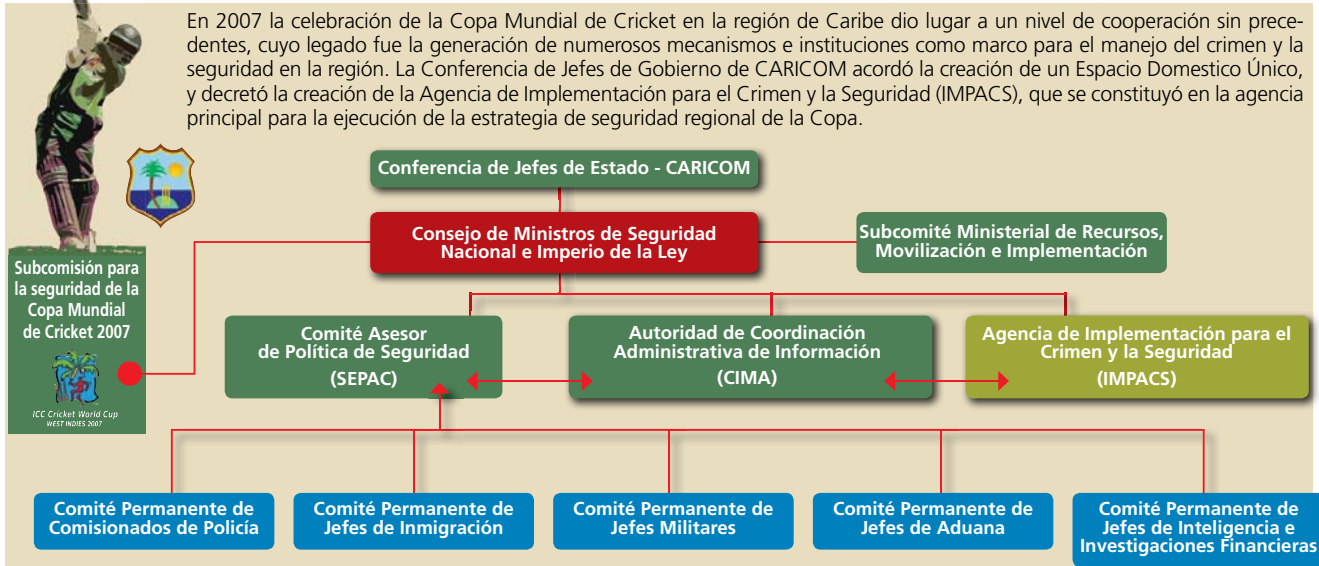 En 2007 la celebración de la Copa Mundial de Cricket en la región de Caribe dio lugar a un nivel de cooperación sin prece-
dentes, cuyo legado fue la generación de numerosos mecanismos e instituciones como marco para el manejo del crimen y la
seguridad en la región. La Conferencia de Jefes de Gobierno de CARICOM acordó la creación de un Espacio Domestico Único,
y decretó la creación de la Agencia de Implementación para el Crimen y la Seguridad (IMPACS), que se constituyó en la agencia
principal para la ejecución de la estrategia de seguridad regional de la Copa.
Conferencia de Jefes de Estado - CARICOM
Consejo de Ministros de Seguridad
Nacional e Imperio de la Ley
Subcomité Ministerial de Recursos,
Movilización e Implementación
Subcomisión para
la seguridad de la
Copa Mundial
de Cricket 2007
ICC Cricket World Cup
WEST INDIES 2007
Comité Asesor
de Política de Seguridad
(SEPAC)
Autoridad de Coordinación
Administrativa de Información
(CIMA)
Agencia de Implementación para el
Crimen y la Seguridad
(IMPACS)
Comité Permanente de
Comisionados de Policía
Comité Permanente de
Jefes de Inmigración
Comité Permanente de
Jefes Militares
Comité Permanente de
Jefes de Aduana
Comité Permanente de
Jefes de Inteligencia e
Investigaciones Financieras